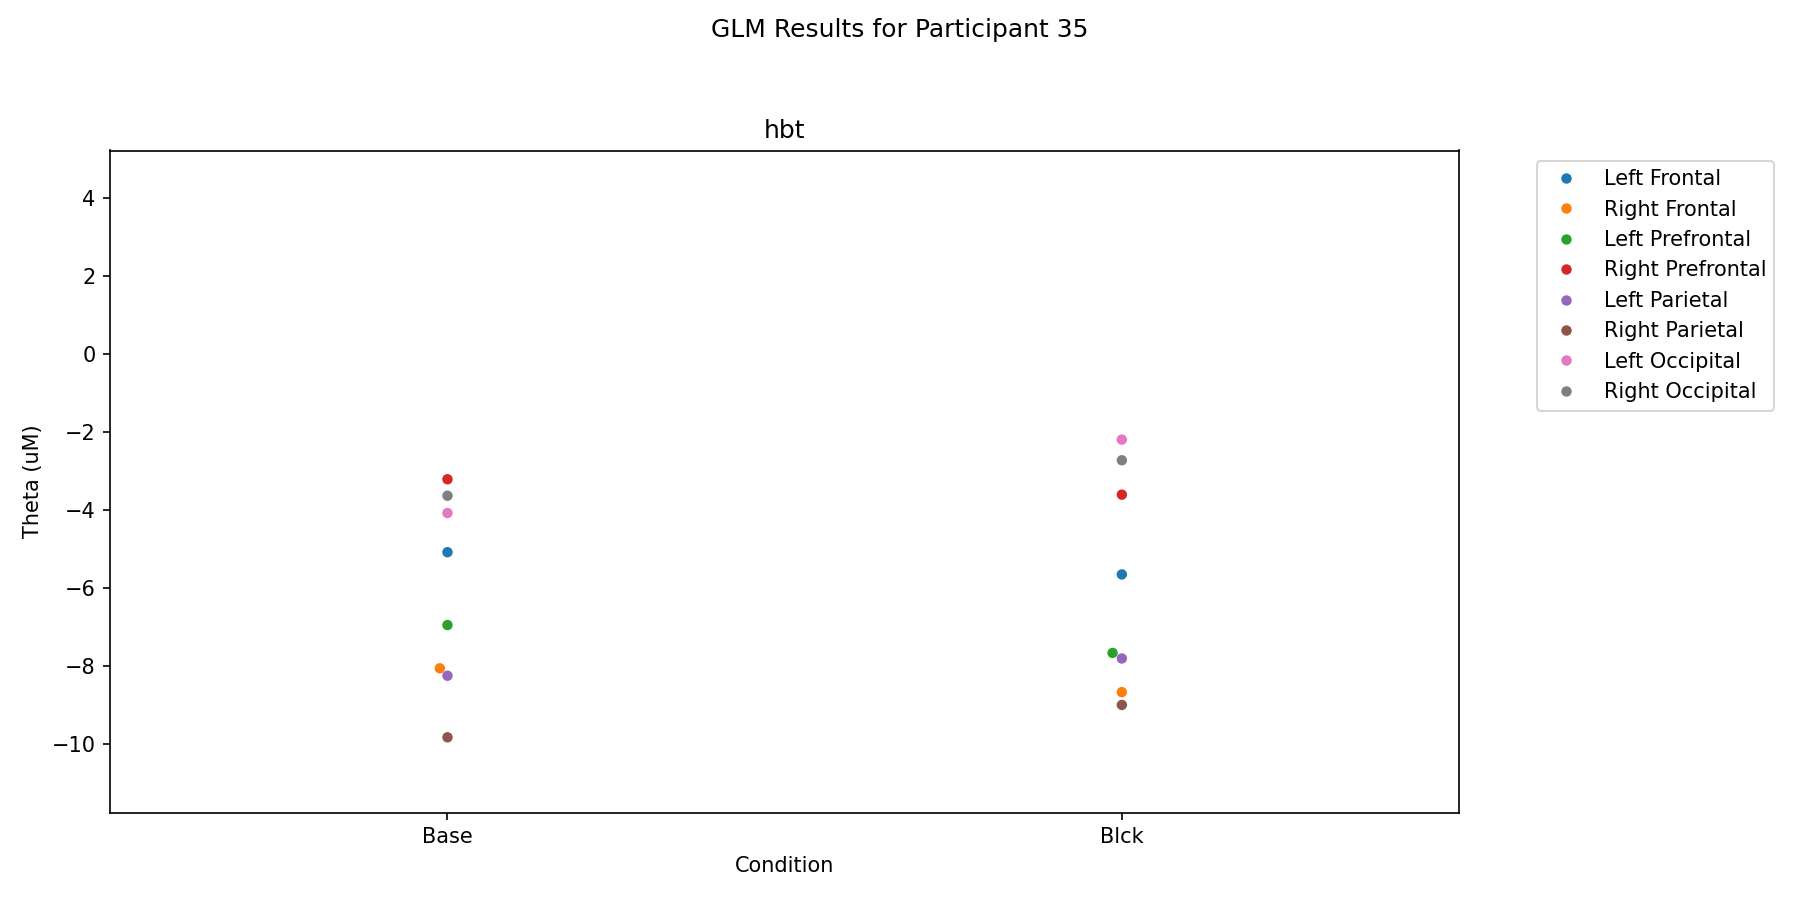 GLM Results for Participant 35
hbt
4
2
0
−2
−4
−6
−8
−10
Theta (uM)
Base
Blck
Condition
Left Frontal
Right Frontal
Left Prefrontal
Right Prefrontal
Left Parietal
Right Parietal
Left Occipital
Right Occipital